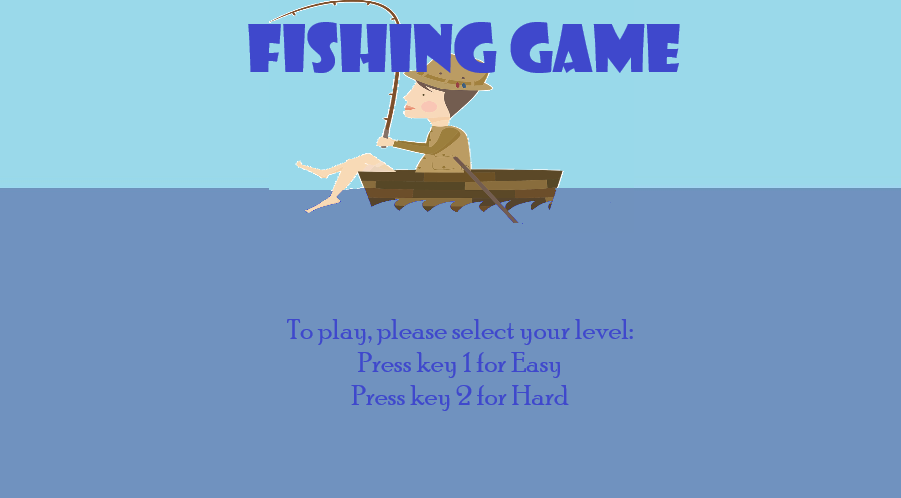 FISHING GAME
To play, please select your level:
Press key 1 for Easy
Press key 2 for Hard